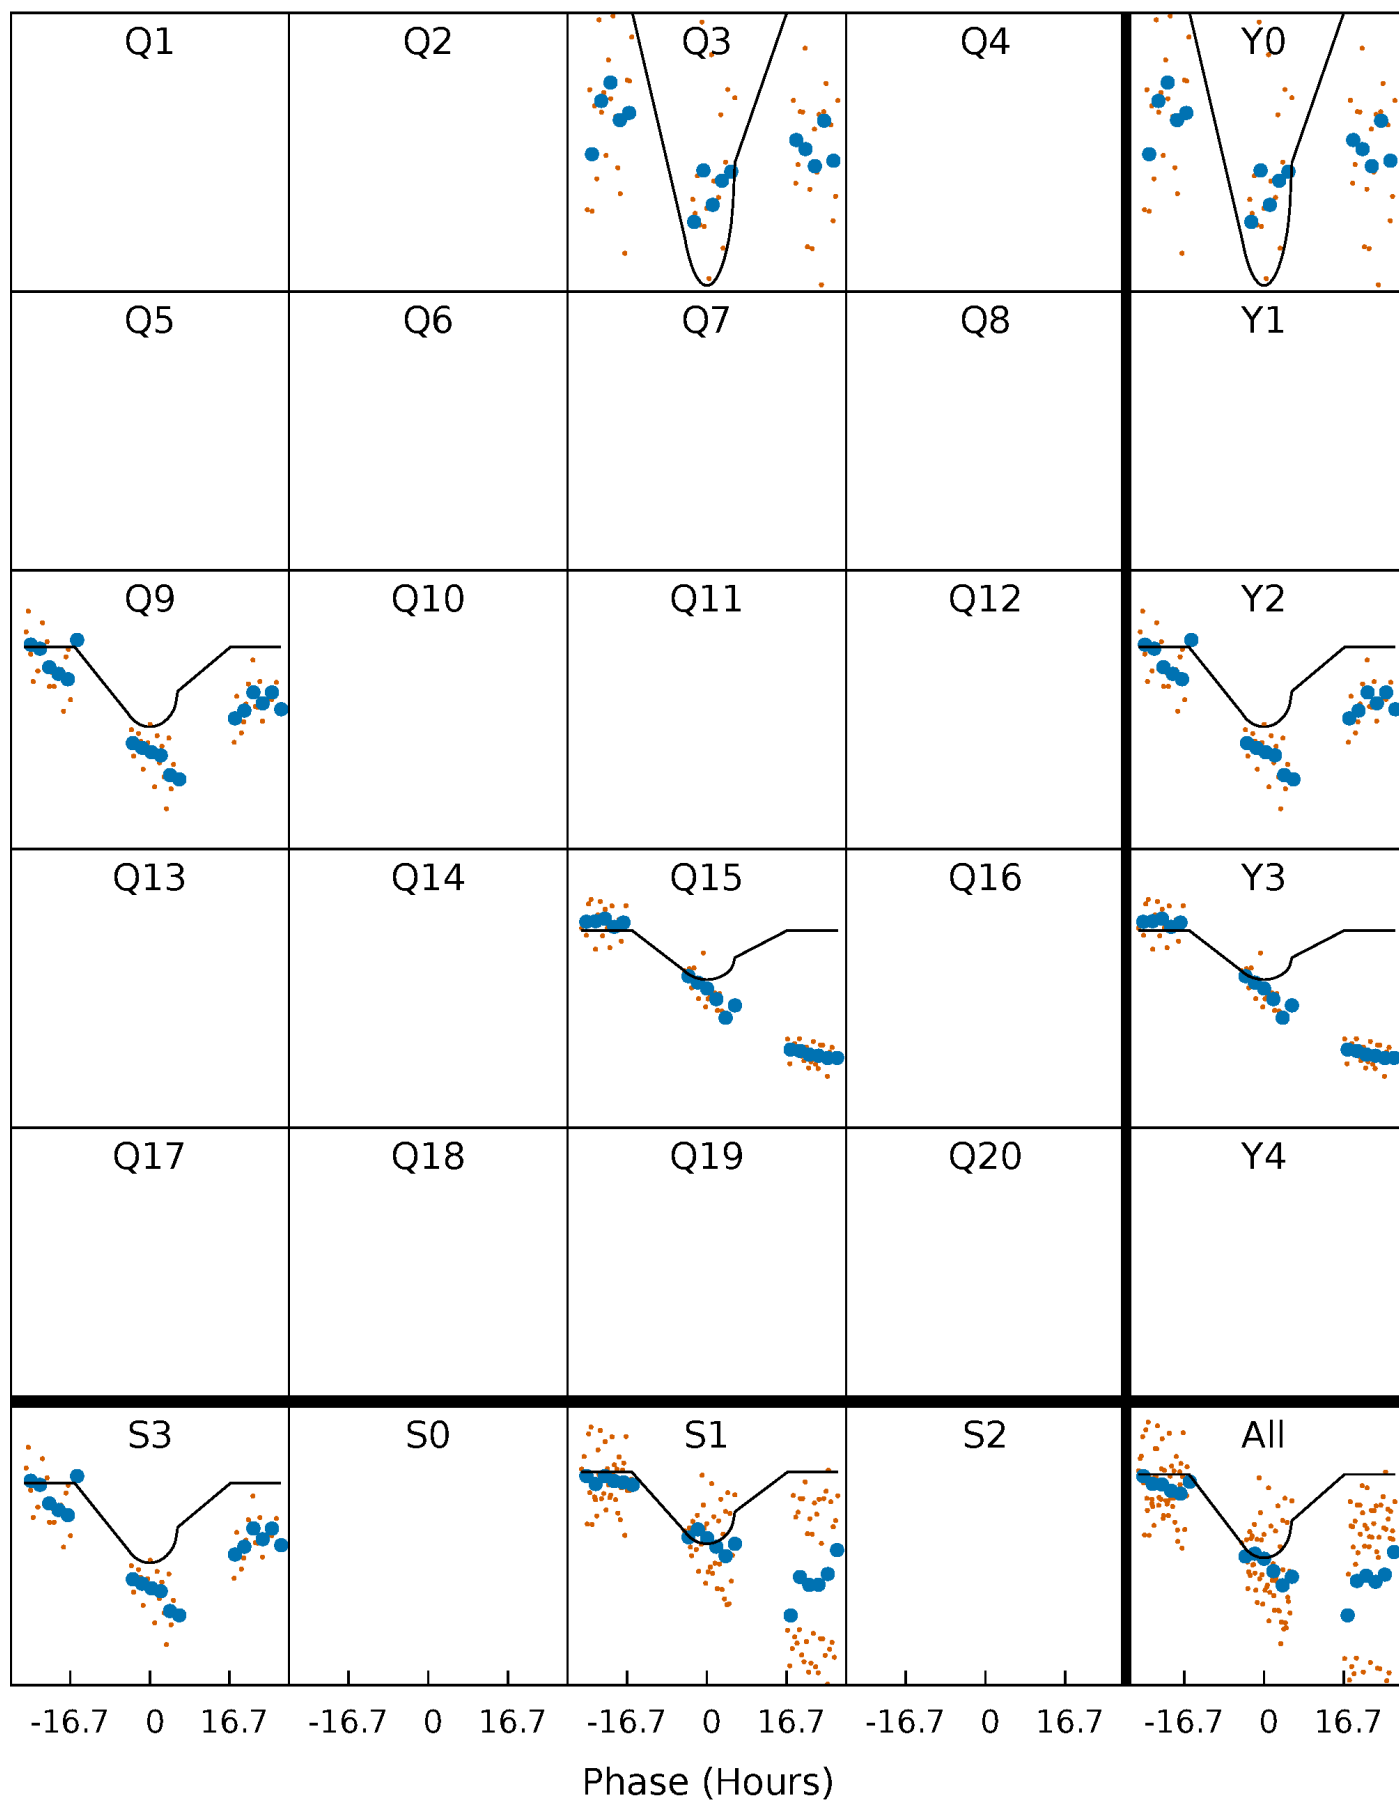 Q1 Q2 Q3 Q4 Y0
Q5 Q6 Q7 Q8 Y1
Q9 Q10 Q11 Q12 Y2
Q13 Q14 Q15 Q16 Y3
Q17 Q18 Q19 Q20 Y4
S3 S0 S1 S2 All
-16.7 0 16.7 -16.7 0 16.7 -16.7 0 16.7 -16.7 0 16.7 -16.7 0 16.7
Phase (Hours)